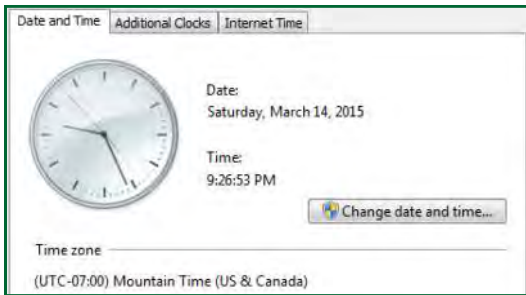 Date and Time Additional Clocks Internet Time
Date:
Saturday, March 14, 2015
Time:
9:26:53 PM
Change date and time...
Time zone
(UTC-07:00) Mountain Time (US & Canada)